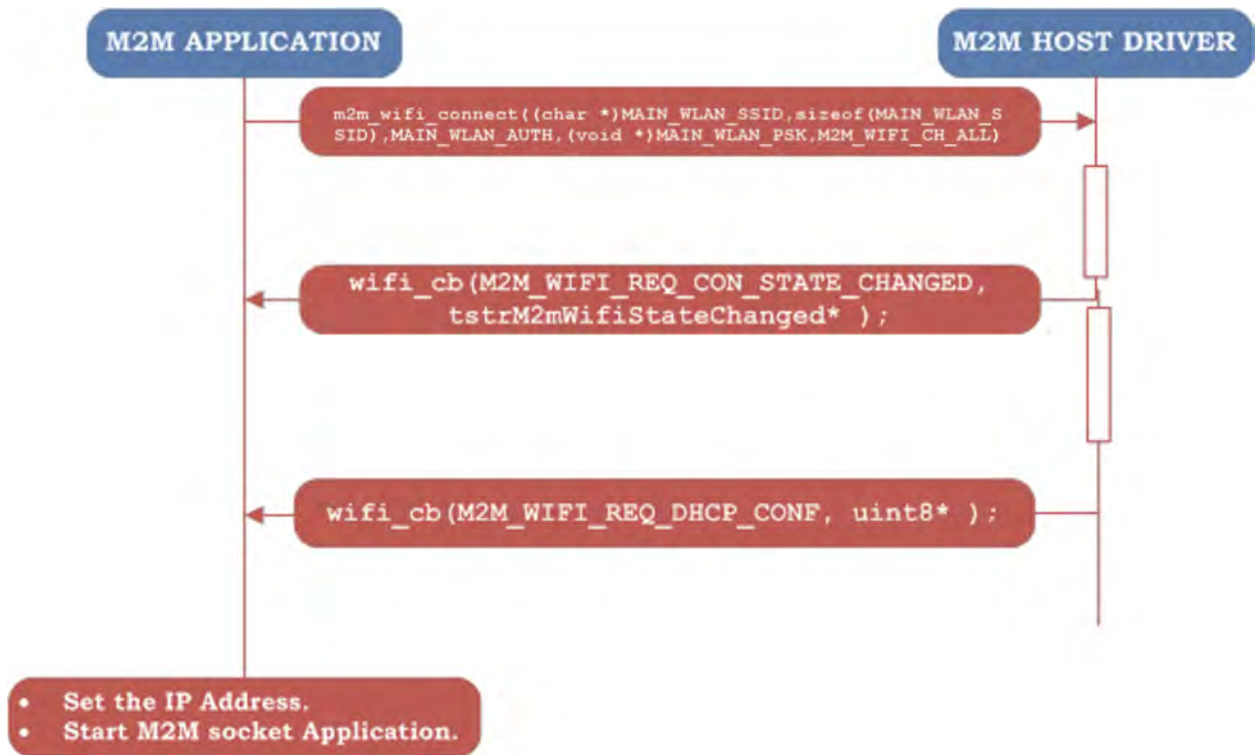 M2M APPLICATION
M2M HOST DRIVER
m2m_wifi_connect((char *)MAIN_WLAN_SSID,sizeof(MAIN_WLAN_S
SID),MAIN_WLAN_AUTH,(void *)MAIN_WLAN_PSK,M2M_WIFI_CH_ALL)
wifi_cb(M2M_WIFI_REQ_CON_STATE_CHANGED,
tstrM2mWifiStateChanged* );
wifi_cb(M2M_WIFI_REQ_DHCP_CONF, uint8* );
• Set the IP Address.
• Start M2M socket Application.